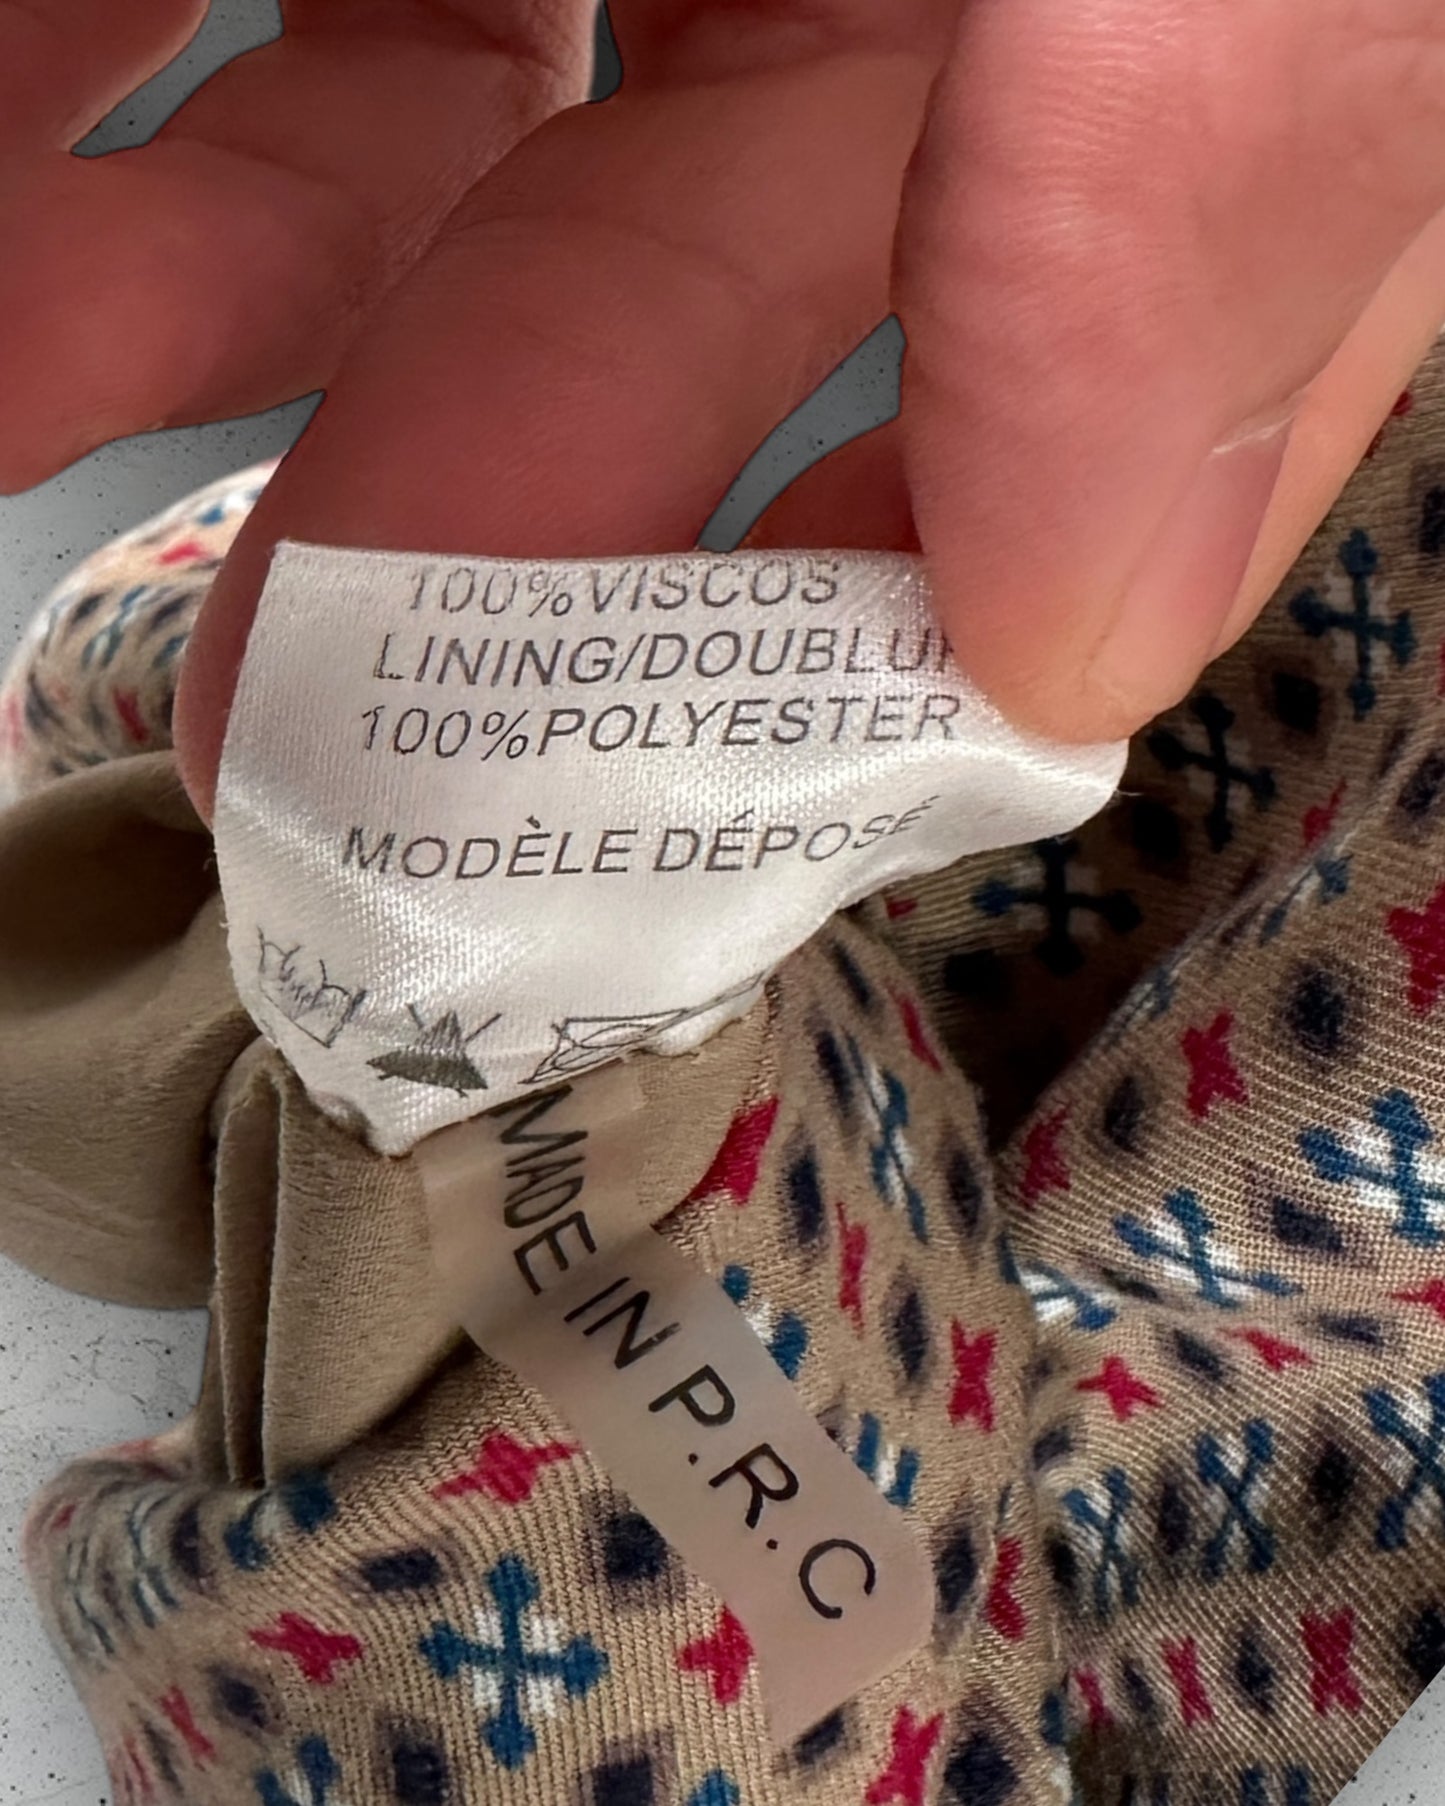 100%VISCOS
LINING/DOUBLU
100%POLYESTER
MODÈLE DÉPOSÉ
MADE IN P.R.C